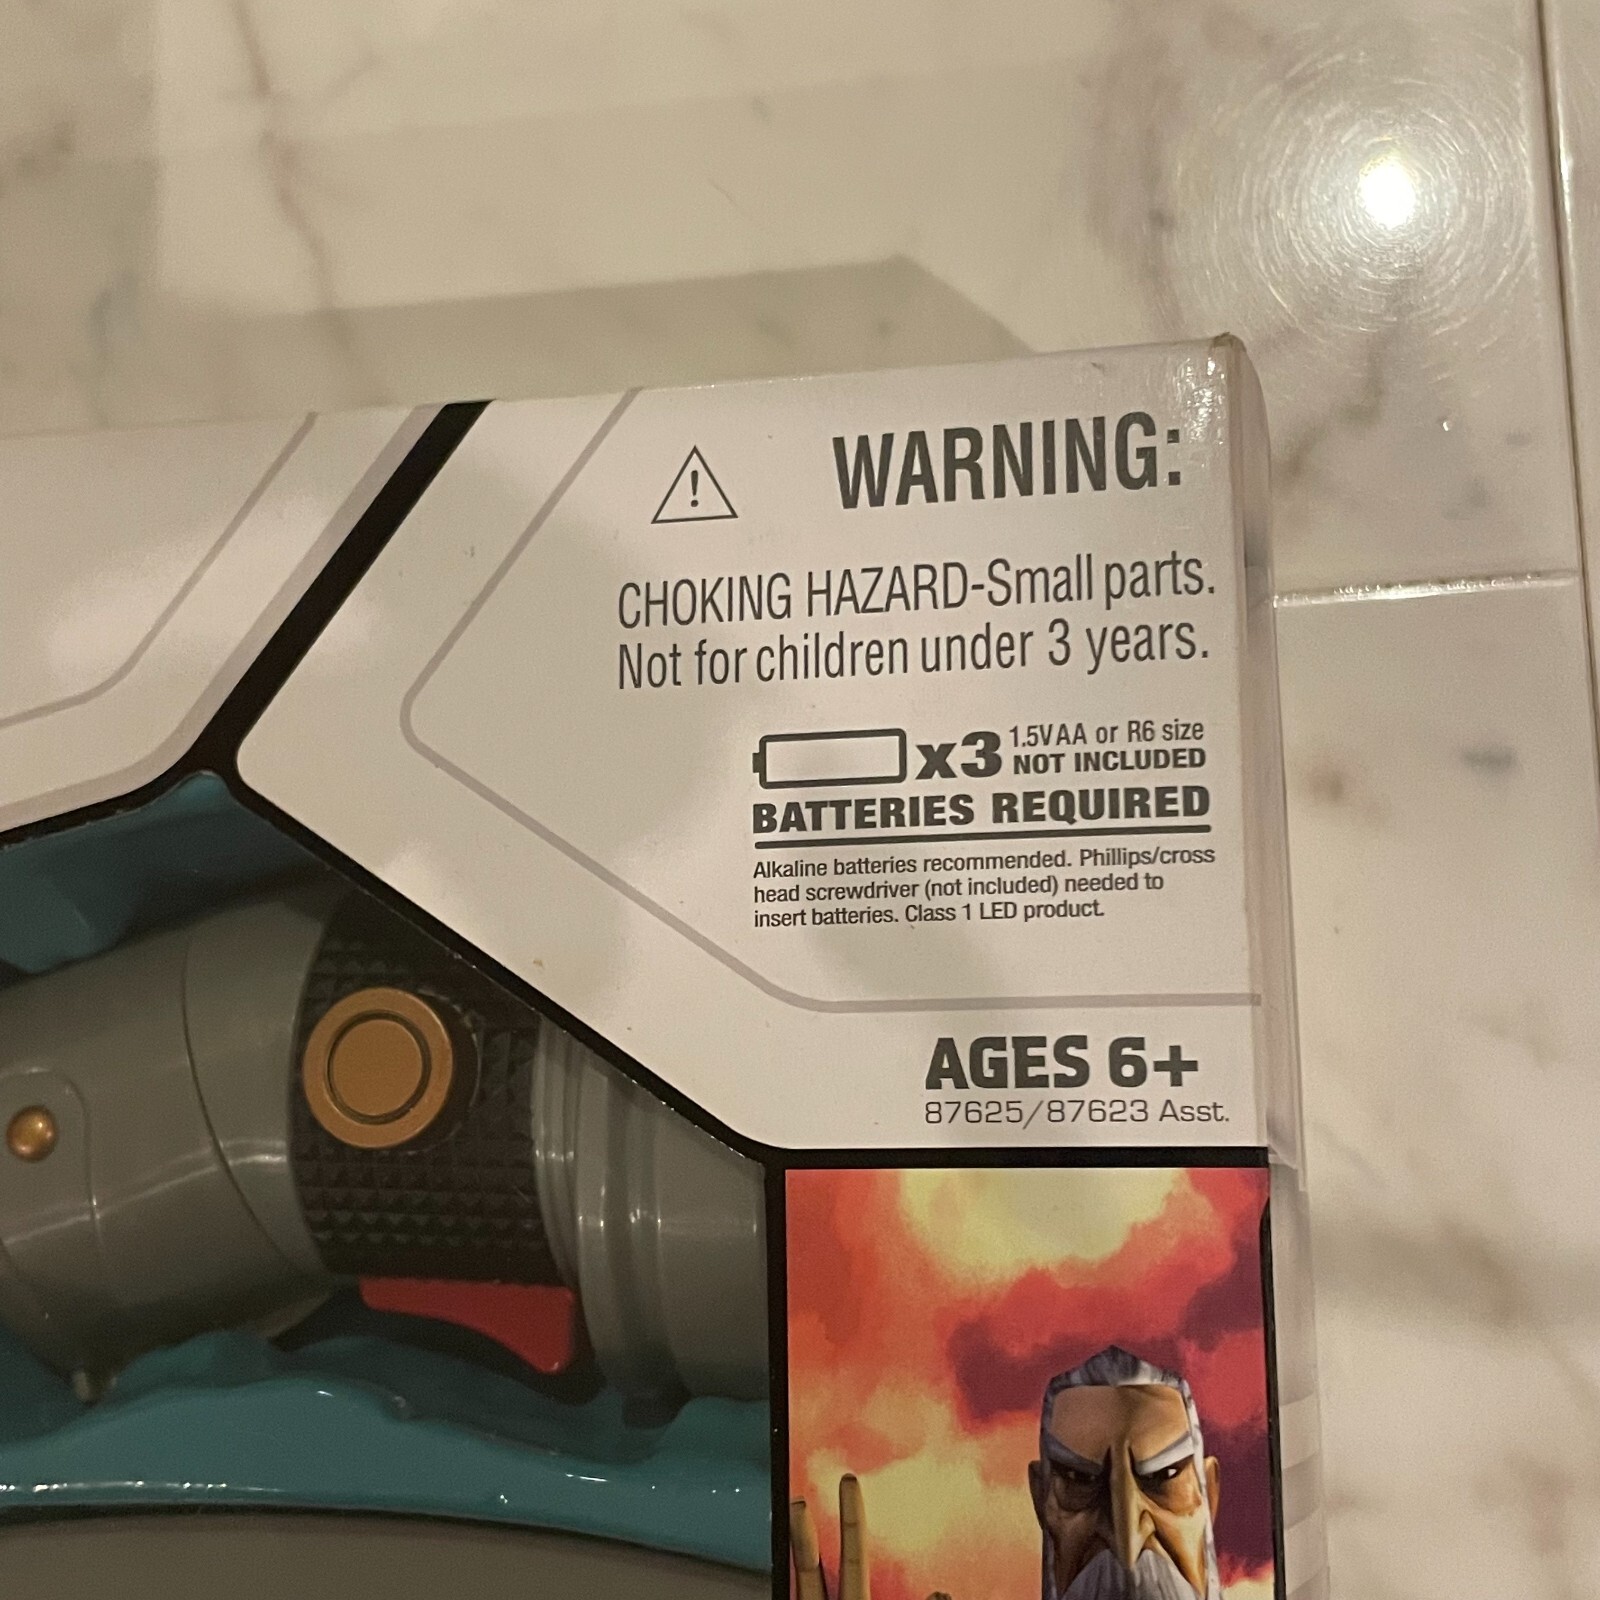 WARNING:
CHOKING HAZARD-Small parts.
Not for children under 3 years.
x3 1.5V AA or R6 size
NOT INCLUDED
BATTERIES REQUIRED
Alkaline batteries recommended. Phillips/cross
head screwdriver (not included) needed to
insert batteries. Class 1 LED product.
AGES 6+
87625/87623 Asst.